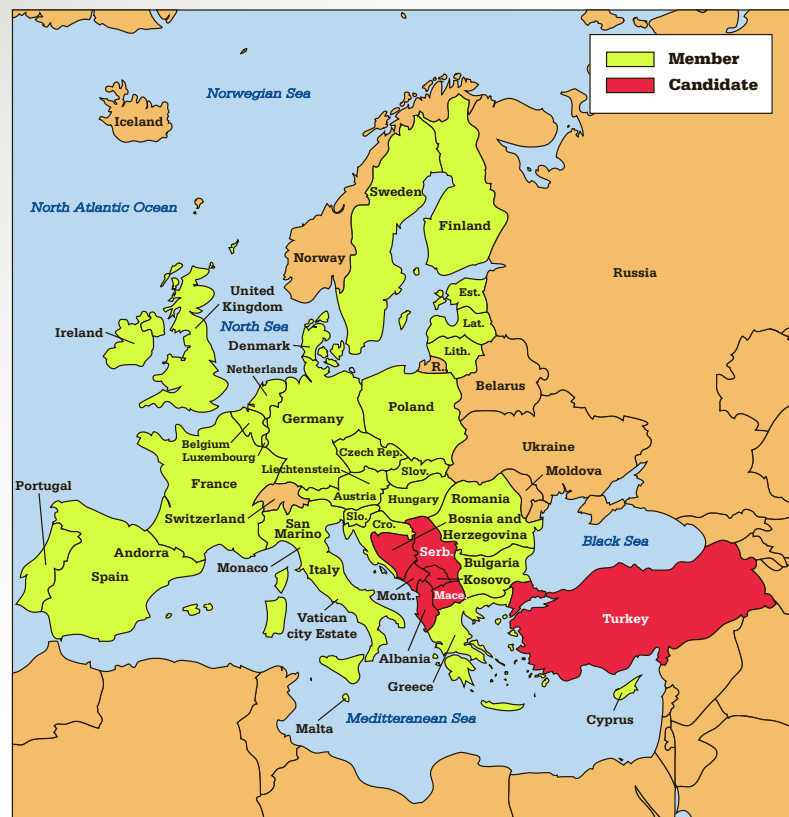 Member
Candidate
Norwegian Sea
Iceland
North Atlantic Ocean
Sweden
Finland
Norway
Russia
United
Kingdom
North Sea
Ireland
Denmark
Netherlands
Est.
Lat.
Lith.
R.
Belarus
Germany
Poland
Belgium
Luxembourg
Czech Rep.
Ukraine
Moldova
Liechtenstein
Slov.
Portugal
France
Austria
Hungary
Romania
Switzerland
Slo.
Cro.
Bosnia and
Herzegovina
San
Marino
Andorra
Spain
Monaco
Italy
Serb.
Bulgaria
Kosovo
Black Sea
Mont.
Mace.
Vatican
city Estate
Albania
Greece
Turkey
Malta
Meditteranean Sea
Cyprus